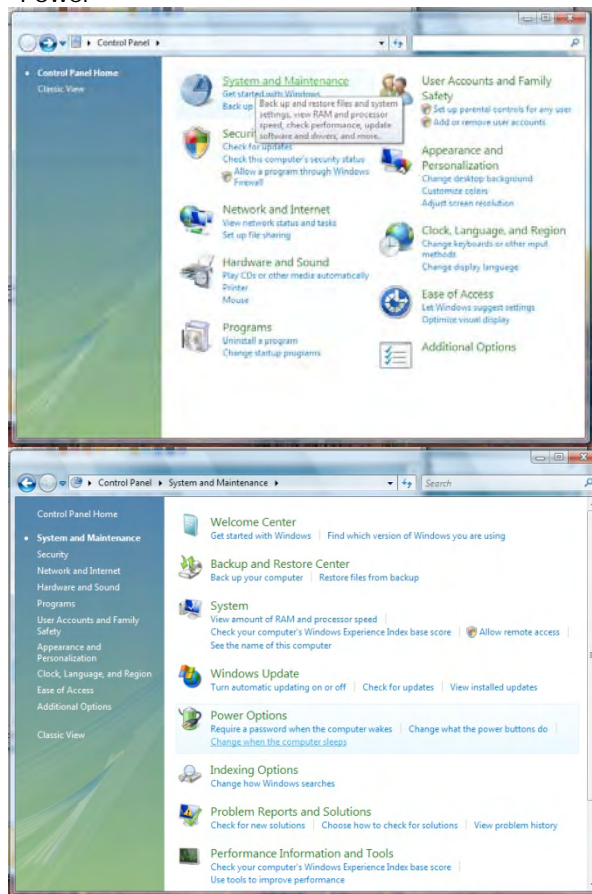 Power
Control Panel
Control Panel Home
Classic View
System and Maintenance
Get started with Windows
Back up
Back up and restore files and system
settings, view RAM and processor
speed, check performance, update
software and drivers, and more.
Check for updates
Check this computer's security status
Allow a program through Windows
Firewall
Network and Internet
View network status and tasks
Set up file sharing
Hardware and Sound
Play CDs or other media automatically
Printer
Mouse
Programs
Uninstall a program
Change startup programs
User Accounts and Family
Safety
Set up parental controls for any user
Add or remove user accounts
Appearance and
Personalization
Change desktop background
Customize colors
Adjust screen resolution
Clock, Language, and Region
Change keyboards or other input
methods
Change display language
Ease of Access
Let Windows suggest settings
Optimize visual display
Additional Options
Control Panel System and Maintenance
Search
Control Panel Home
System and Maintenance
Security
Network and Internet
Hardware and Sound
Programs
User Accounts and Family
Safety
Appearance and
Personalization
Clock, Language, and Region
Ease of Access
Additional Options
Classic View
Welcome Center
Get started with Windows Find which version of Windows you are using
Backup and Restore Center
Back up your computer Restore files from backup
System
View amount of RAM and processor speed
Check your computer's Windows Experience Index base score Allow remote access
See the name of this computer
Windows Update
Turn automatic updating on or off Check for updates View installed updates
Power Options
Require a password when the computer wakes Change what the power buttons do
Change when the computer sleeps
Indexing Options
Change how Windows searches
Problem Reports and Solutions
Check for new solutions Choose how to check for solutions View problem history
Performance Information and Tools
Check your computer's Windows Experience Index base score
Use tools to improve performance